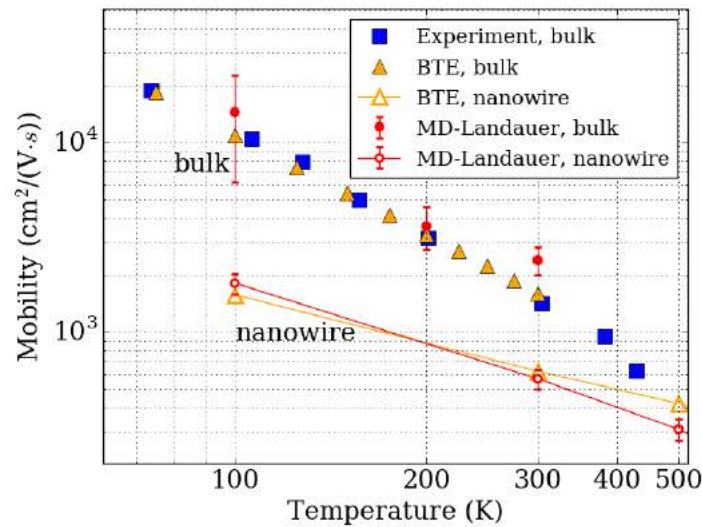 Experiment, bulk
BTE, bulk
BTE, nanowire
MD-Landauer, bulk
MD-Landauer, nanowire
bulk
nanowire
Mobility (cm²/(V·s))
10⁴
10³
100 200 300 400 500
Temperature (K)